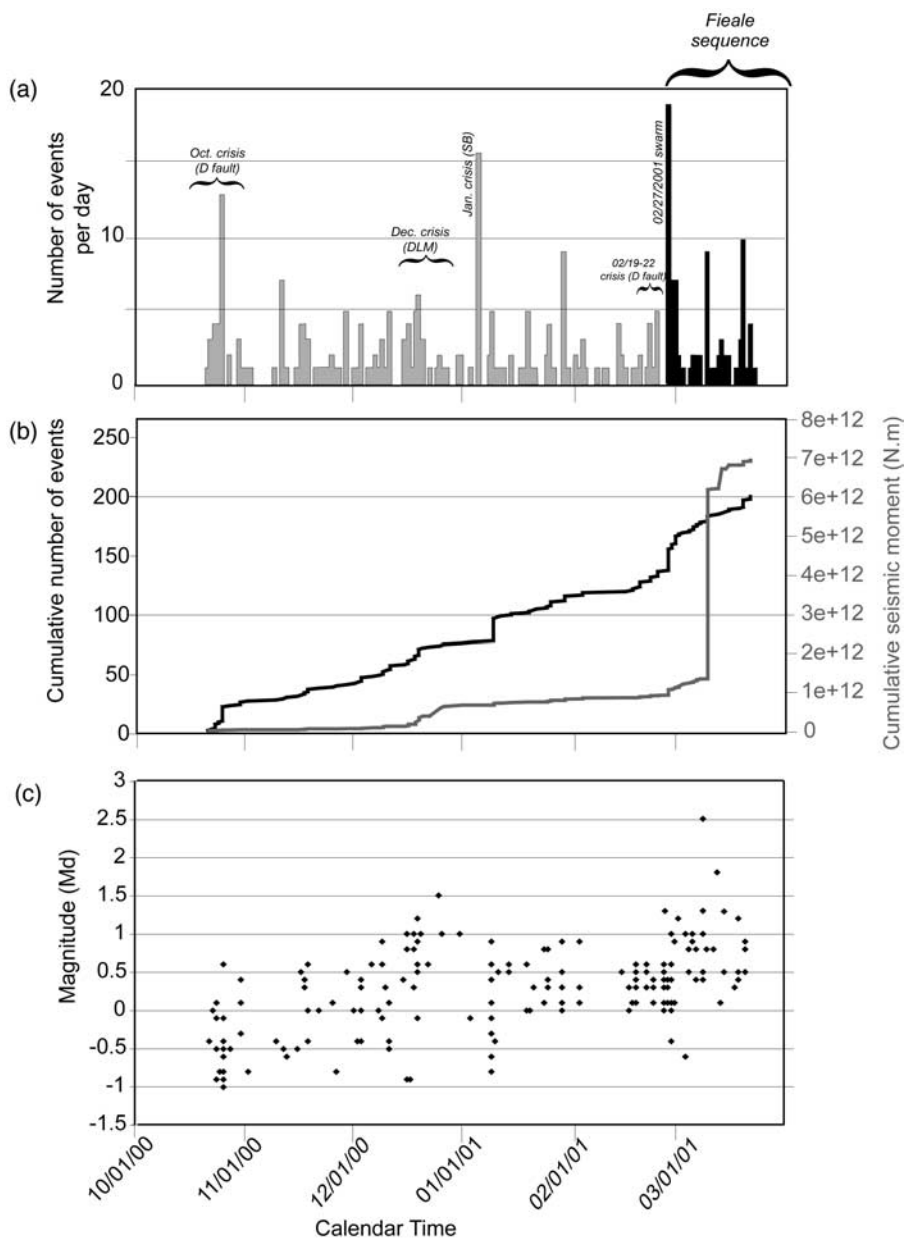 Fieale
sequence
(a)
20
10
0
Number of events
per day
Oct. crisis
(D fault)
Dec. crisis
(DLM)
Jan. crisis (SB)
02/19-22
crisis (D fault)
02/27/2001 swarm
(b)
250
200
150
100
50
0
Cumulative number of events
8e+12
7e+12
6e+12
5e+12
4e+12
3e+12
2e+12
1e+12
0
Cumulative seismic moment (N.m)
(c)
3
2.5
2
1.5
1
0.5
0
-0.5
-1
-1.5
Magnitude (Md)
10/01/00
11/01/00
12/01/00
01/01/01
02/01/01
03/01/01
Calendar Time